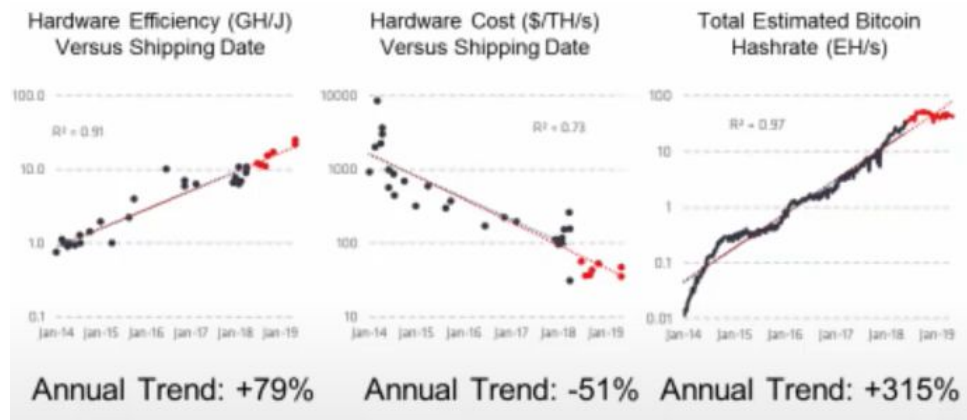 Hardware Efficiency (GH/J)
Versus Shipping Date
100.0
R² = 0.91
10.0
1.0
0.1
Jan-14 Jan-15 Jan-16 Jan-17 Jan-18 Jan-19
Annual Trend: +79%
Hardware Cost ($/TH/s)
Versus Shipping Date
10000
R² = 0.73
1000
100
10
Jan-14 Jan-15 Jan-16 Jan-17 Jan-18 Jan-19
Annual Trend: -51%
Total Estimated Bitcoin
Hashrate (EH/s)
100
R² = 0.97
10
1
0.1
0.01
Jan-14 Jan-15 Jan-16 Jan-17 Jan-18 Jan-19
Annual Trend: +315%